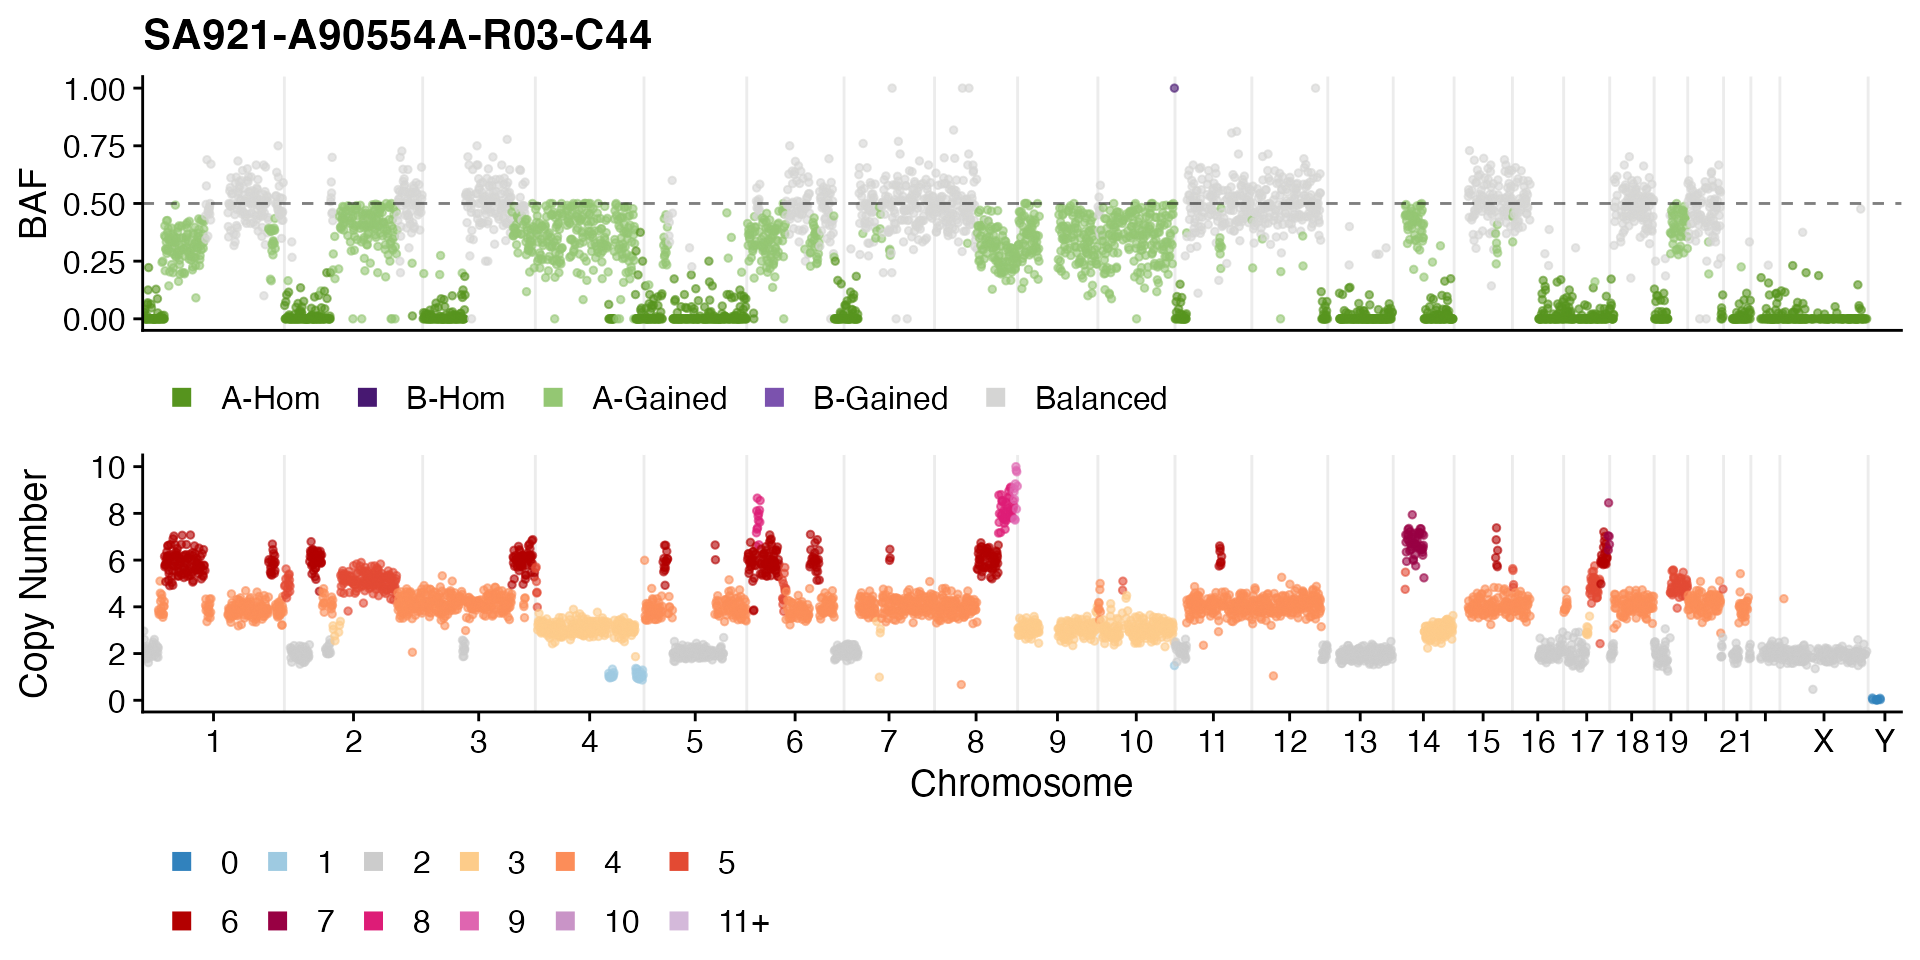 SA921-A90554A-R03-C44
BAF
1.00
0.75
0.50
0.25
0.00
A-Hom B-Hom A-Gained B-Gained Balanced
Copy Number
10
8
6
4
2
0
1 2 3 4 5 6 7 8 9 10 11 12 13 14 15 16 17 18 19 21 X Y
Chromosome
0 1 2 3 4 5
6 7 8 9 10 11+